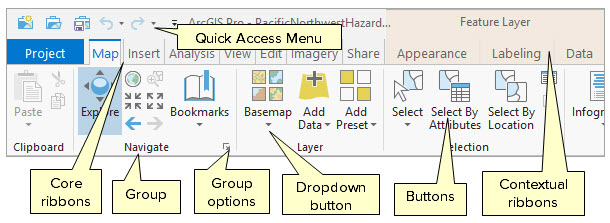 ArcGIS Pro - PacificNorthwestHazard...
Feature Layer
Quick Access Menu
Project
Map
Insert
Analysis
View
Edit
Imagery
Share
Appearance
Labeling
Data
Paste
Explore
Bookmarks
Basemap
Add
Data
Add
Preset
Select
Select By
Attributes
Select By
Location
Infogr
Clipboard
Navigate
Layer
Selection
Core
ribbons
Group
Group
options
Dropdown
button
Buttons
Contextual
ribbons